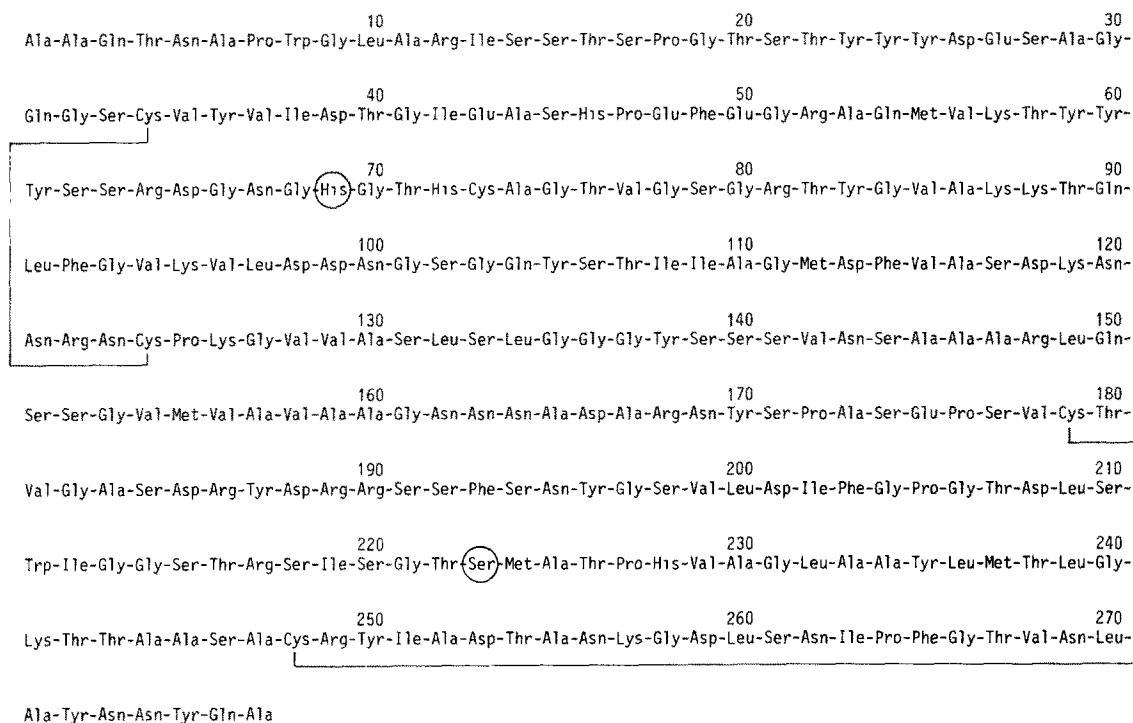 10 20 30
Ala-Ala-Gln-Thr-Asn-Ala-Pro-Trp-Gly-Leu-Ala-Arg-Ile-Ser-Ser-Thr-Ser-Pro-Gly-Thr-Ser-Thr-Tyr-Tyr-Tyr-Asp-Glu-Ser-Ala-Gly-
40 50 60
Gln-Gly-Ser-Cys-Val-Tyr-Val-Ile-Asp-Thr-Gly-Ile-Glu-Ala-Ser-His-Pro-Glu-Phe-Glu-Gly-Arg-Ala-Gln-Met-Val-Lys-Thr-Tyr-Tyr-
70 80 90
Tyr-Ser-Ser-Arg-Asp-Gly-Asn-Gly-His-Gly-Thr-His-Cys-Ala-Gly-Thr-Val-Gly-Ser-Gly-Arg-Thr-Tyr-Gly-Val-Ala-Lys-Lys-Thr-Gln-
100 110 120
Leu-Phe-Gly-Val-Lys-Val-Leu-Asp-Asp-Asn-Gly-Ser-Gly-Gln-Tyr-Ser-Thr-Ile-Ile-Ala-Gly-Met-Asp-Phe-Val-Ala-Ser-Asp-Lys-Asn-
130 140 150
Asn-Arg-Asn-Cys-Pro-Lys-Gly-Val-Val-Ala-Ser-Leu-Ser-Leu-Gly-Gly-Gly-Tyr-Ser-Ser-Ser-Val-Asn-Ser-Ala-Ala-Ala-Arg-Leu-Gln-
160 170 180
Ser-Ser-Gly-Val-Met-Val-Ala-Val-Ala-Ala-Gly-Asn-Asn-Asn-Ala-Asp-Ala-Arg-Asn-Tyr-Ser-Pro-Ala-Ser-Glu-Pro-Ser-Val-Cys-Thr-
190 200 210
Val-Gly-Ala-Ser-Asp-Arg-Tyr-Asp-Arg-Arg-Ser-Ser-Phe-Ser-Asn-Tyr-Gly-Ser-Val-Leu-Asp-Ile-Phe-Gly-Pro-Gly-Thr-Asp-Leu-Ser-
220 230 240
Trp-Ile-Gly-Gly-Ser-Thr-Arg-Ser-Ile-Ser-Gly-Thr-Ser-Met-Ala-Thr-Pro-His-Val-Ala-Gly-Leu-Ala-Ala-Tyr-Leu-Met-Thr-Leu-Gly-
250 260 270
Lys-Thr-Thr-Ala-Ala-Ser-Ala-Cys-Arg-Tyr-Ile-Ala-Asp-Thr-Ala-Asn-Lys-Gly-Asp-Leu-Ser-Asn-Ile-Pro-Phe-Gly-Thr-Val-Asn-Leu-
Ala-Tyr-Asn-Asn-Tyr-Gln-Ala